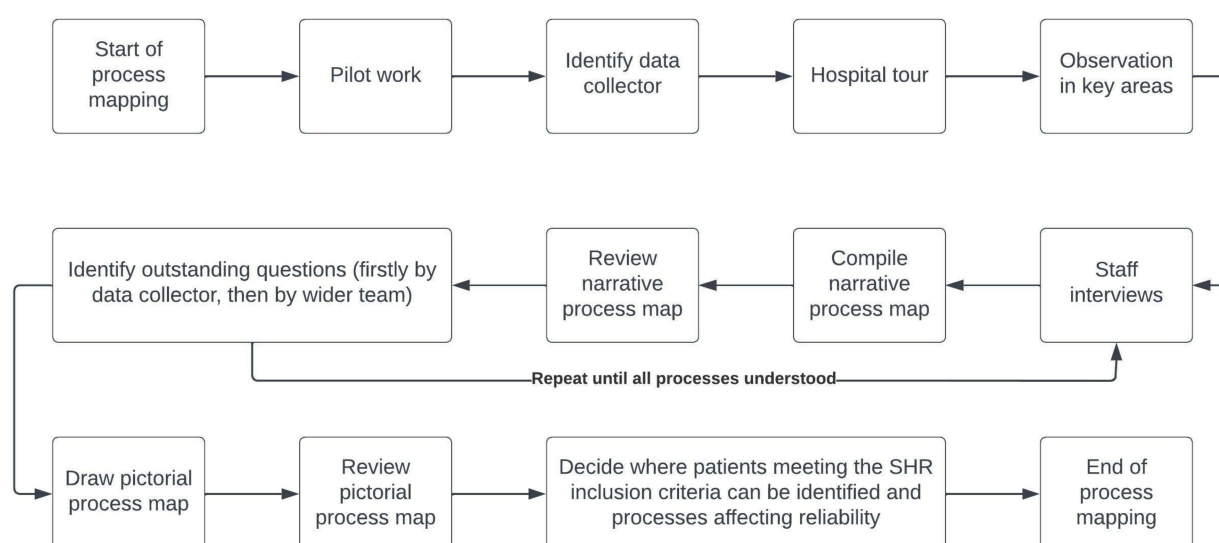 Start of
process
mapping
Pilot work
Identify data
collector
Hospital tour
Observation
in key areas
Identify outstanding questions (firstly by
data collector, then by wider team)
Review
narrative
process map
Compile
narrative
process map
Staff
interviews
Repeat until all processes understood
Draw pictorial
process map
Review
pictorial
process map
Decide where patients meeting the SHR
inclusion criteria can be identified and
processes affecting reliability
End of
process
mapping